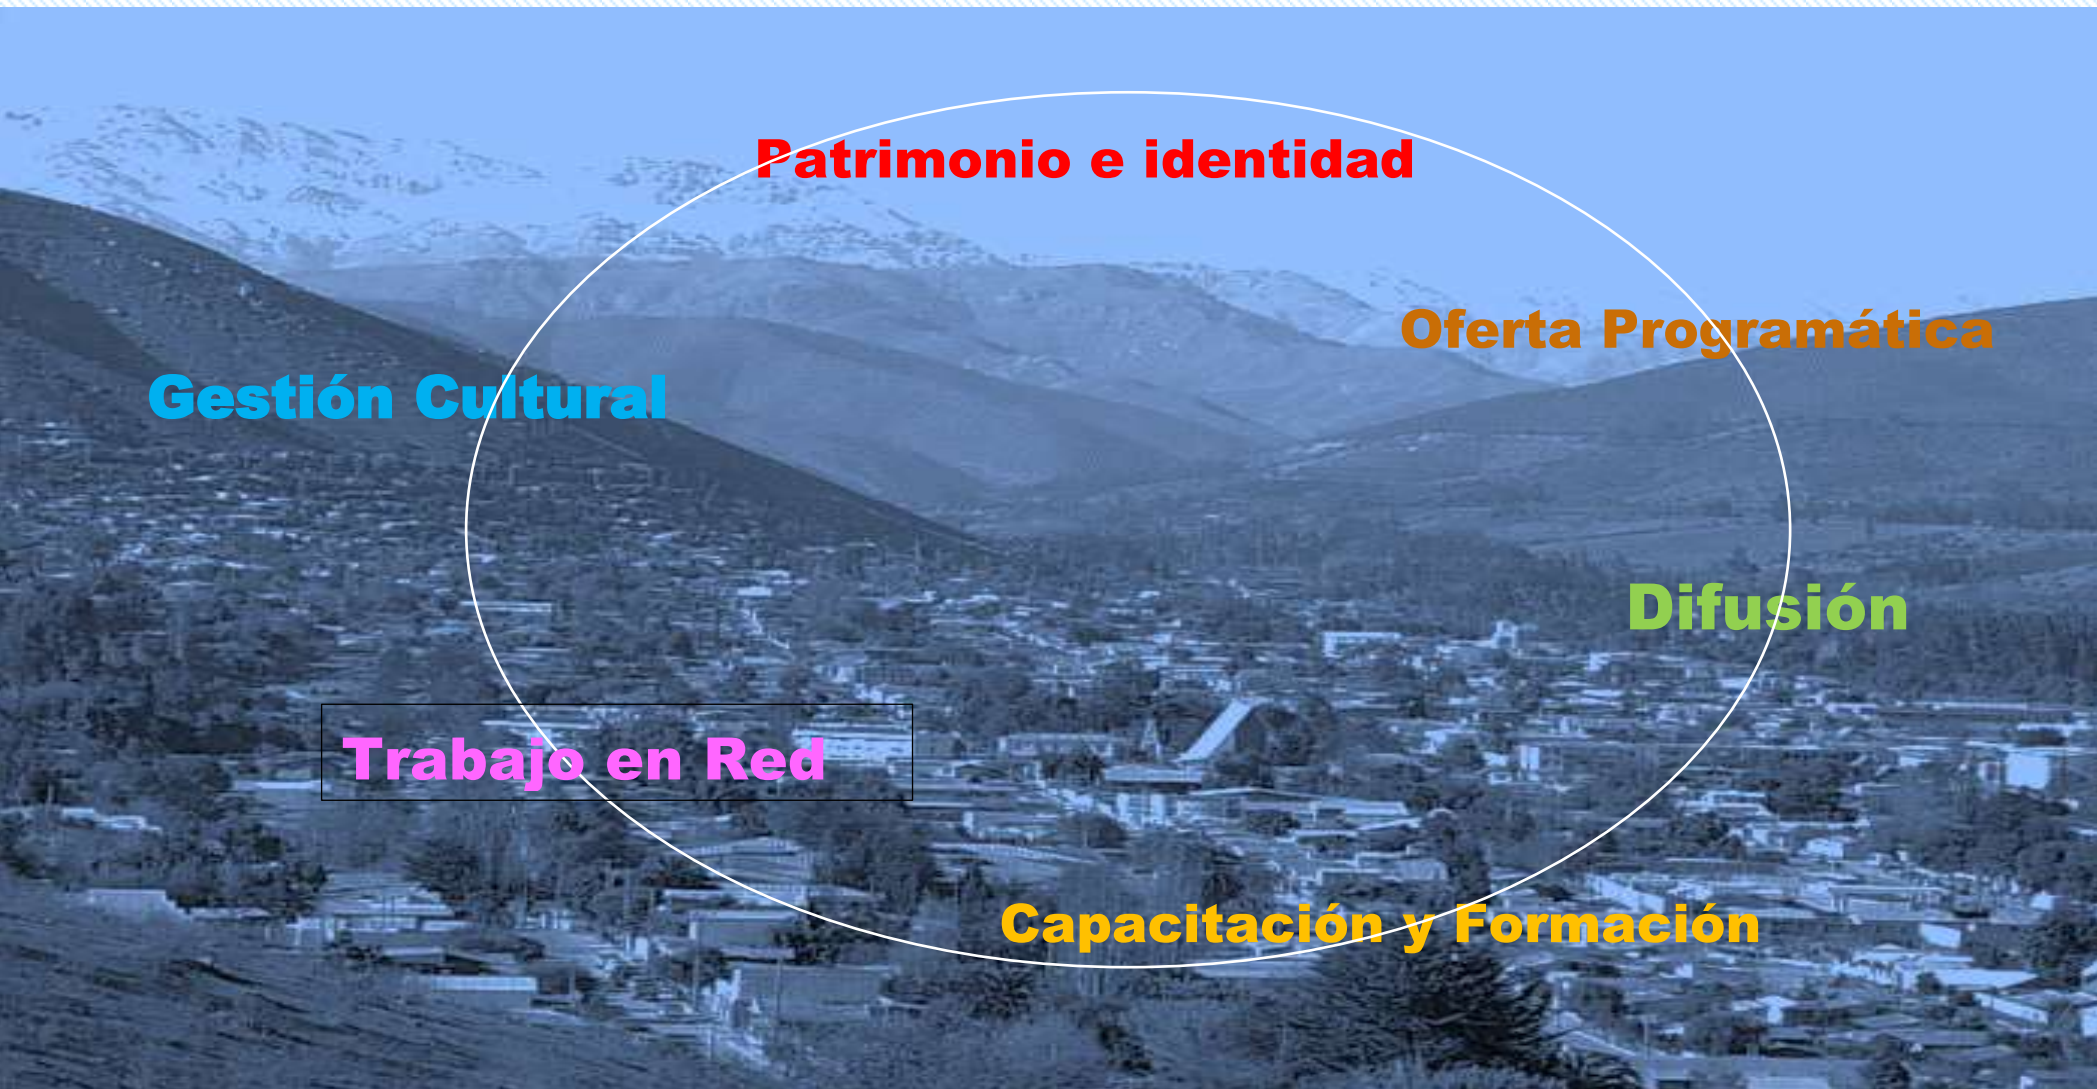 Patrimonio e identidad
Oferta Programática
Gestión Cultural
Difusión
Trabajo en Red
Capacitación y Formación